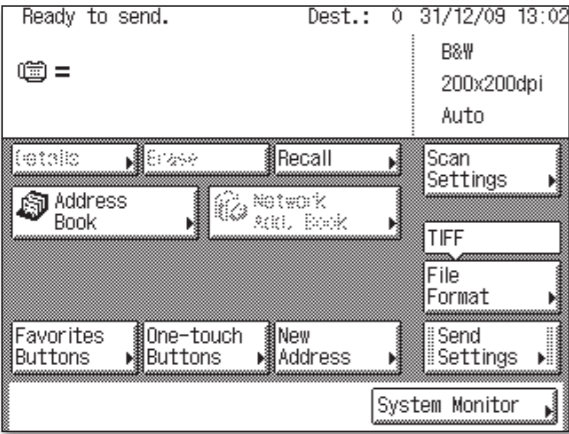 Ready to send. Dest.: 0 31/12/09 13:02
=
B&W
200x200dpi
Auto
Details Erase Recall
Scan
Settings
Address
Book
Network
Add. Book
TIFF
File
Format
Favorites
Buttons
One-touch
Buttons
New
Address
Send
Settings
System Monitor